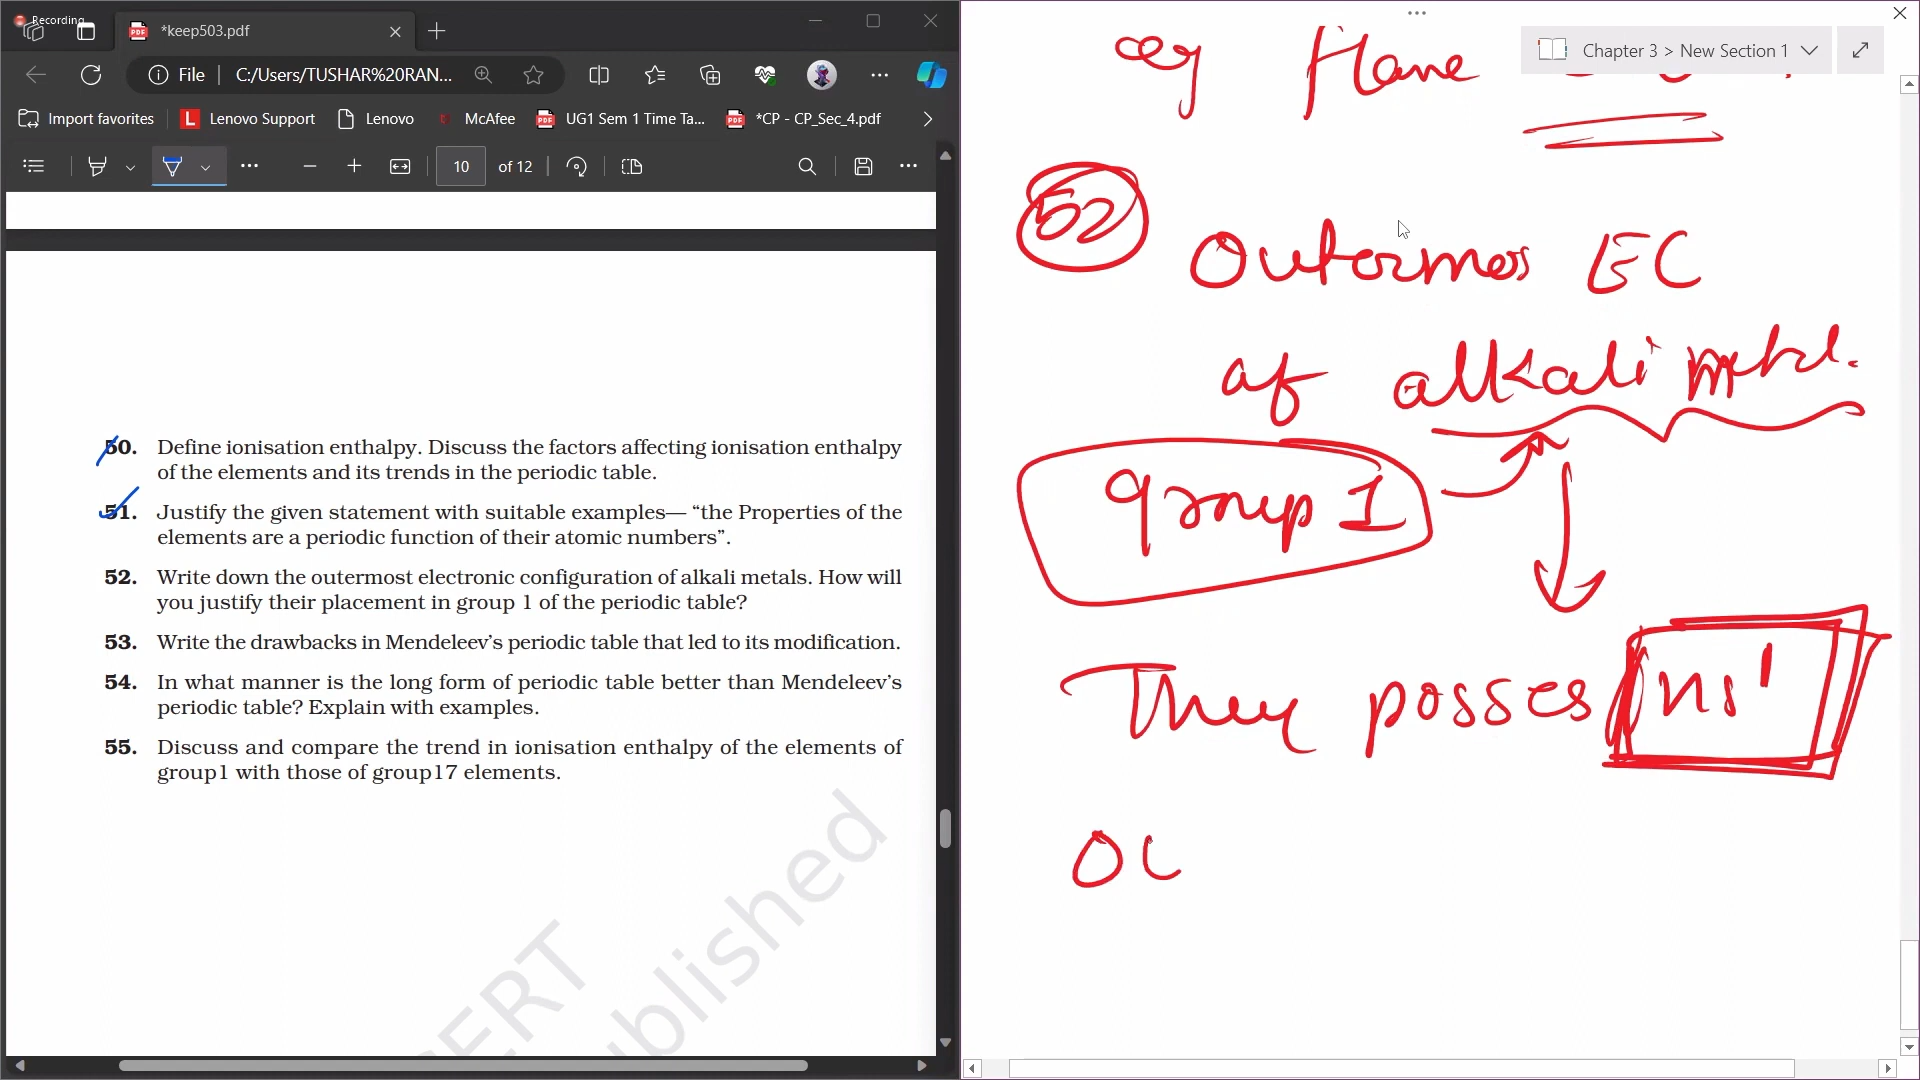 Recording
*keep503.pdf
File
C:/Users/TUSHAR%20RAN...
Import favorites
Lenovo Support
Lenovo
McAfee
UG1 Sem 1 Time Ta...
*CP - CP_Sec_4.pdf
10 of 12
50. Define ionisation enthalpy. Discuss the factors affecting ionisation enthalpy
of the elements and its trends in the periodic table.
51. Justify the given statement with suitable examples— “the Properties of the
elements are a periodic function of their atomic numbers”.
52. Write down the outermost electronic configuration of alkali metals. How will
you justify their placement in group 1 of the periodic table?
53. Write the drawbacks in Mendeleev’s periodic table that led to its modification.
54. In what manner is the long form of periodic table better than Mendeleev’s
periodic table? Explain with examples.
55. Discuss and compare the trend in ionisation enthalpy of the elements of
group1 with those of group17 elements.
ublished
Chapter 3 > New Section 1
52
Outermos EC
of alkali metal.
group 1
They posses ns¹
OC